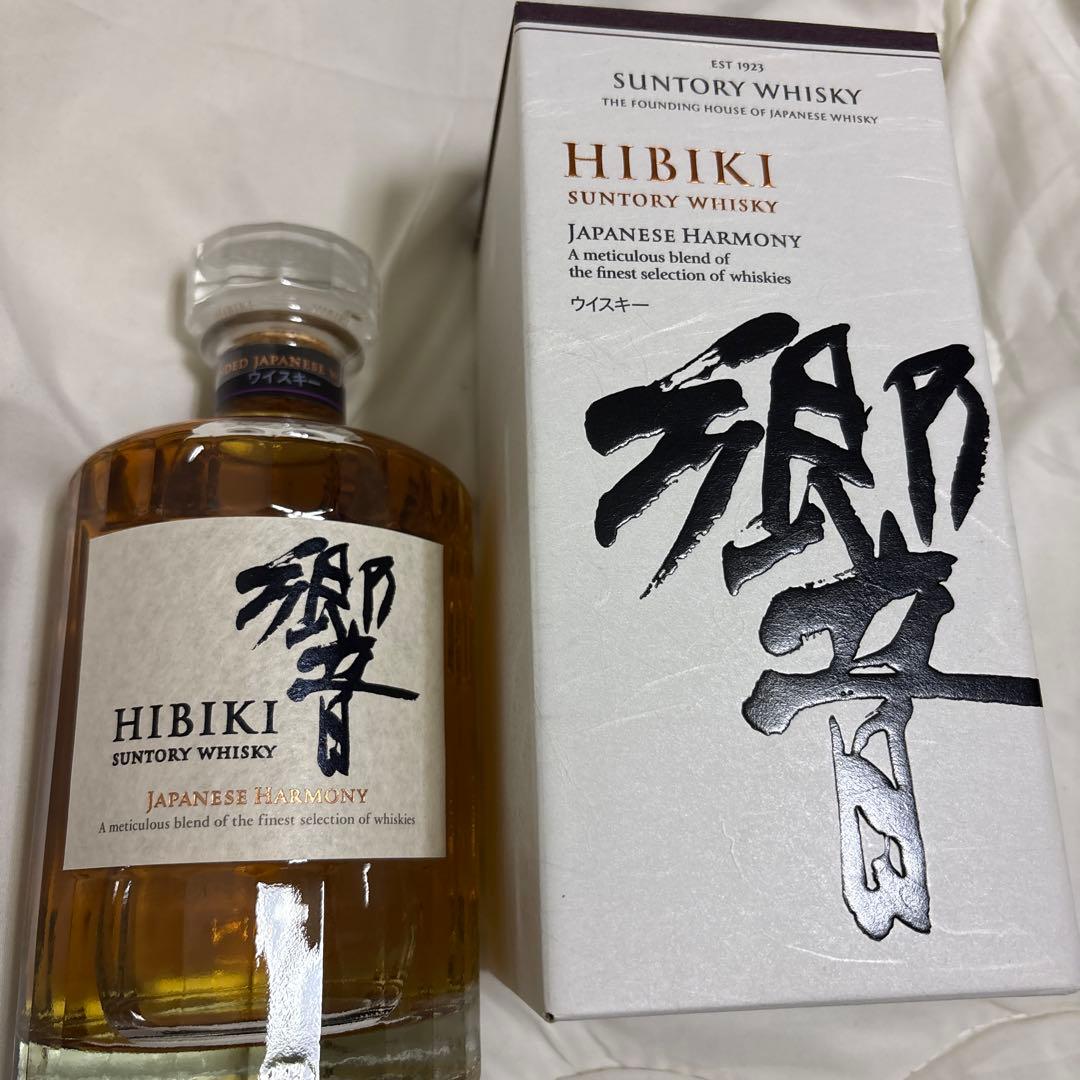 EST 1923
SUNTORY WHISKY
THE FOUNDING HOUSE OF JAPANESE WHISKY
HIBIKI
SUNTORY WHISKY
JAPANESE HARMONY
A meticulous blend of
the finest selection of whiskies
ウイスキー
響
HIBIKI
JAPANESE
ウイスキー
響
HIBIKI
SUNTORY WHISKY
JAPANESE HARMONY
A meticulous blend of the finest selection of whiskies